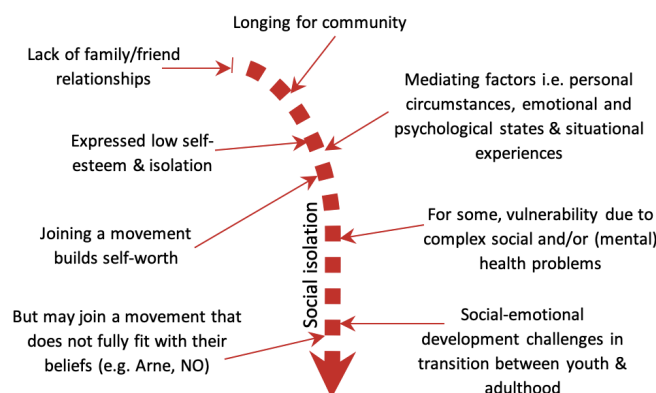 Longing for community
Lack of family/friend
relationships
Mediating factors i.e. personal
circumstances, emotional and
psychological states & situational
experiences
Expressed low self-
esteem & isolation
Joining a movement
builds self-worth
For some, vulnerability due to
complex social and/or (mental)
health problems
Social isolation
But may join a movement that
does not fully fit with their
beliefs (e.g. Arne, NO)
Social-emotional
development challenges in
transition between youth &
adulthood